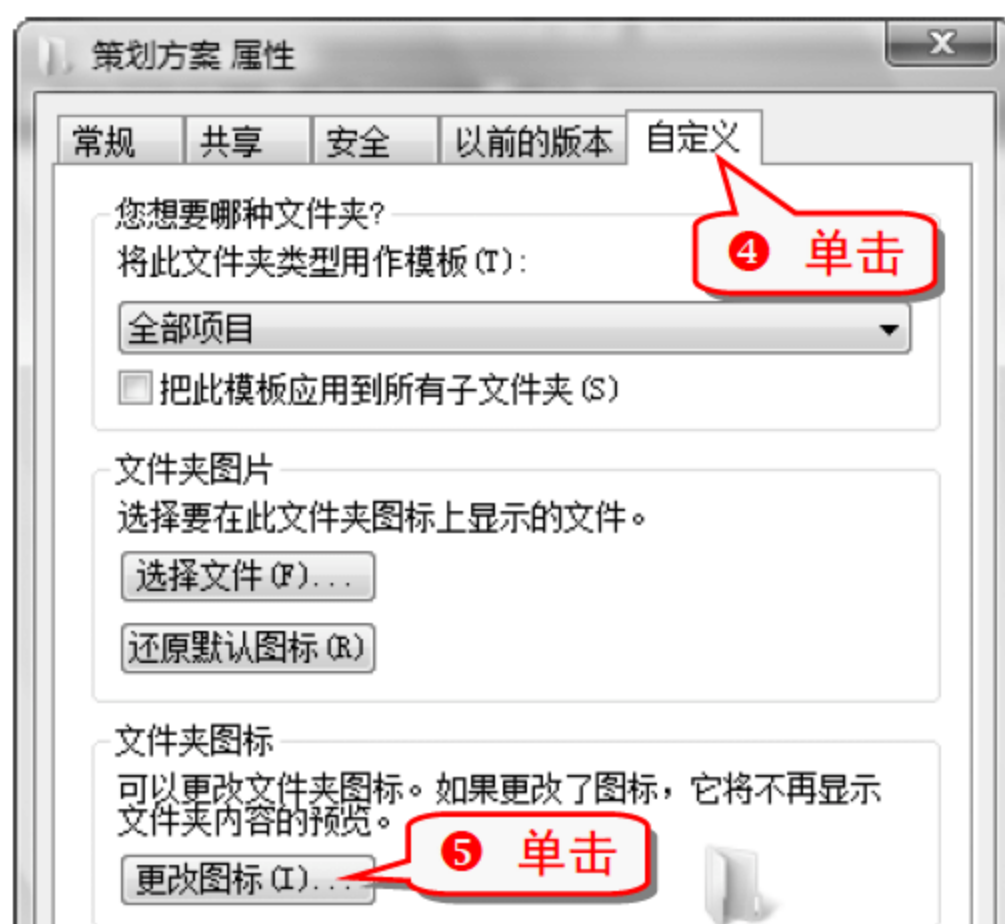 策划方案 属性
常规 共享 安全 以前的版本 自定义
您想要哪种文件夹?
将此文件夹类型用作模板(T):
❹ 单击
全部项目
把此模板应用到所有子文件夹(S)
文件夹图片
选择要在此文件夹图标上显示的文件。
选择文件(F)...
还原默认图标(R)
文件夹图标
可以更改文件夹图标。如果更改了图标，它将不再显示
文件夹内容的预览。
❺ 单击
更改图标(I)...